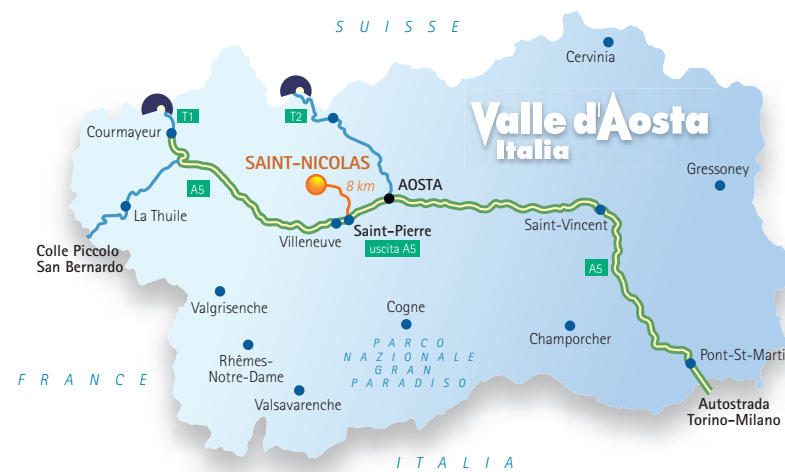 SUISSE
Cervinia
T1
T2
Courmayeur
Valle d'Aosta
Italia
SAINT-NICOLAS
8 km
AOSTA
Gressoney
A5
La Thuile
Villeneuve
Saint-Pierre
uscita A5
Saint-Vincent
Colle Piccolo
San Bernardo
A5
Valgrisenche
Cogne
Champorcher
PARCO
NAZIONALE
GRAN
PARADISO
Rhêmes-
Notre-Dame
Pont-St-Marti
FRANCE
Valsavarenche
Autostrada
Torino-Milano
ITALIA